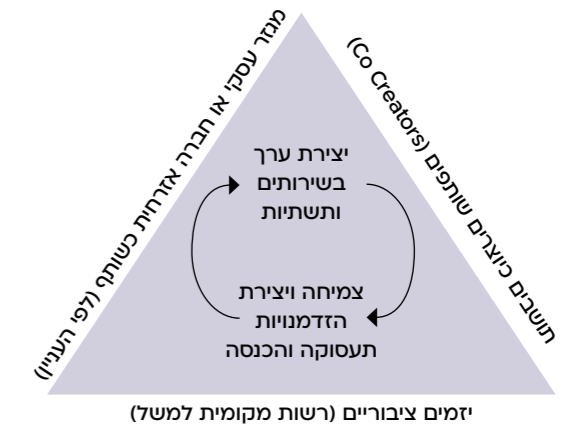 מגזר עסקי או חברה אזרחית כשותף (לפי העניין)
תושבים כיוצרים שותפים (Co Creators)
יצירת ערך
בשירותים
ותשתיות
צמיחה ויצירת
הזדמנויות
תעסוקה והכנסה
יזמים ציבוריים (רשות מקומית למשל)